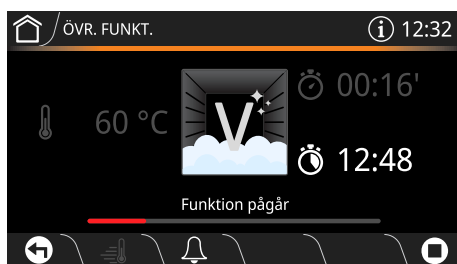 ÖVR. FUNKT.
i 12:32
60 °C
V
00:16'
12:48
Funktion pågår